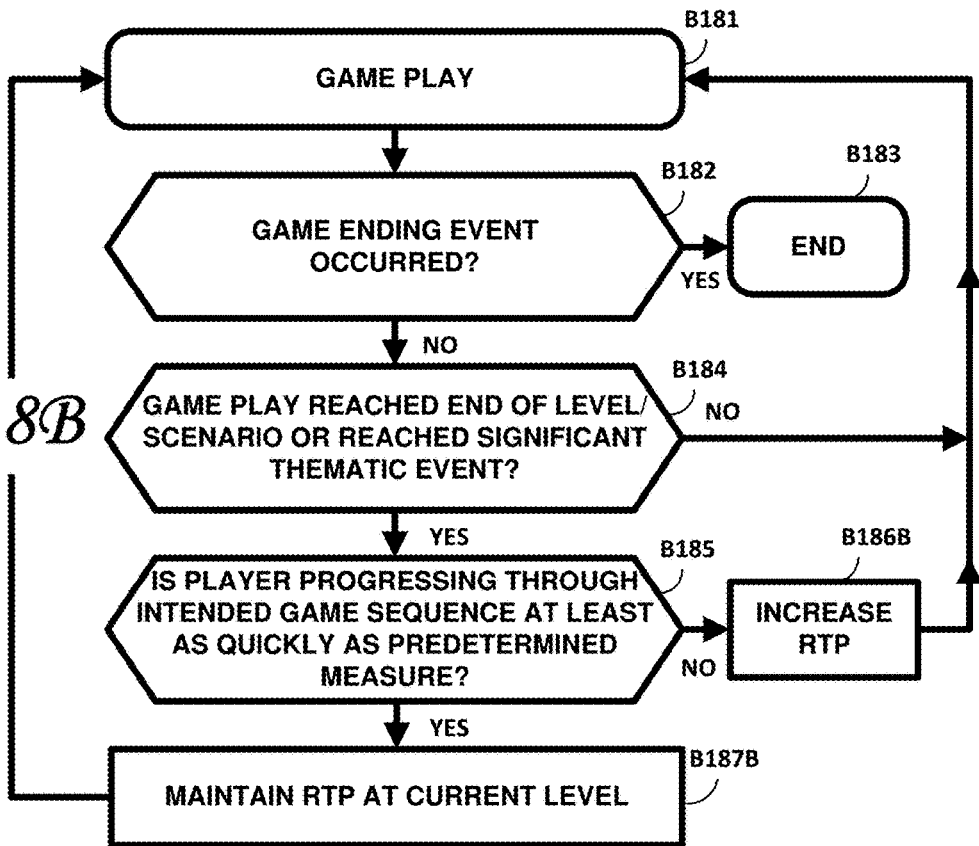 B181
GAME PLAY
B182
GAME ENDING EVENT
OCCURRED?
YES
B183
END
NO
8B
B184
GAME PLAY REACHED END OF LEVEL/
SCENARIO OR REACHED SIGNIFICANT
THEMATIC EVENT?
NO
YES
B185
IS PLAYER PROGRESSING THROUGH
INTENDED GAME SEQUENCE AT LEAST
AS QUICKLY AS PREDETERMINED
MEASURE?
NO
B186B
INCREASE
RTP
YES
B187B
MAINTAIN RTP AT CURRENT LEVEL